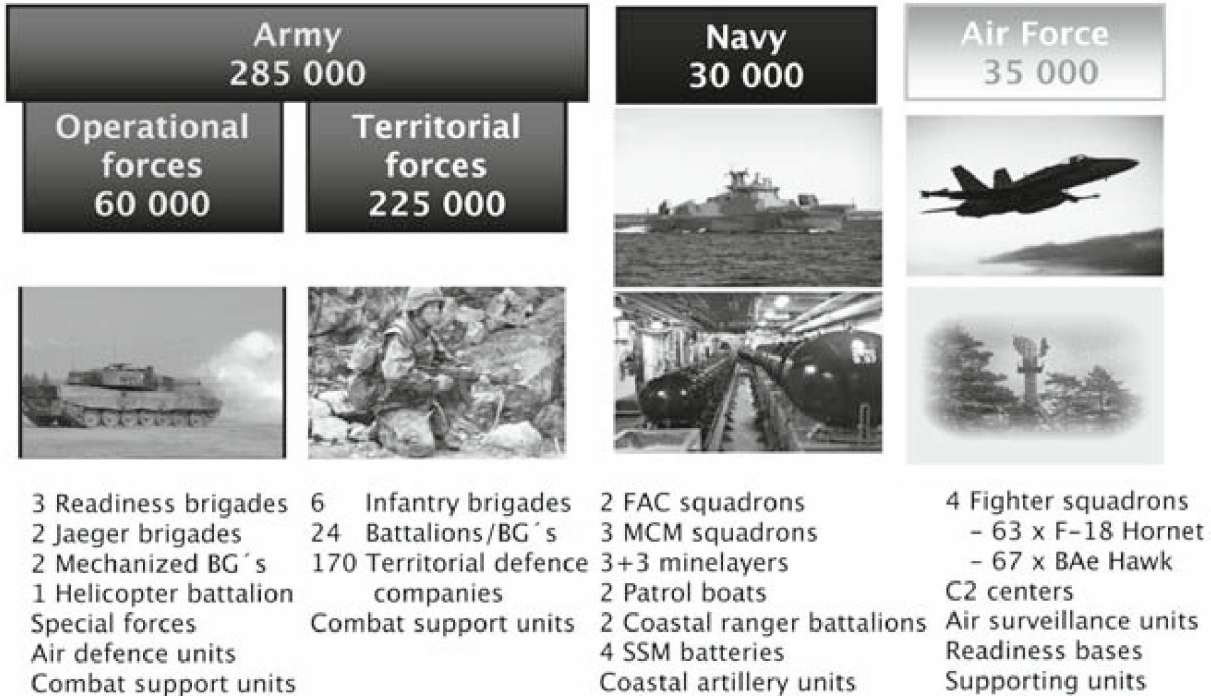 Army
285 000
Operational
forces
60 000
Territorial
forces
225 000
Navy
30 000
Air Force
35 000
3 Readiness brigades
2 Jaeger brigades
2 Mechanized BG´s
1 Helicopter battalion
Special forces
Air defence units
Combat support units
6 Infantry brigades
24 Battalions/BG´s
170 Territorial defence
companies
Combat support units
2 FAC squadrons
3 MCM squadrons
3+3 minelayers
2 Patrol boats
2 Coastal ranger battalions
4 SSM batteries
Coastal artillery units
4 Fighter squadrons
- 63 x F-18 Hornet
- 67 x BAe Hawk
C2 centers
Air surveillance units
Readiness bases
Supporting units